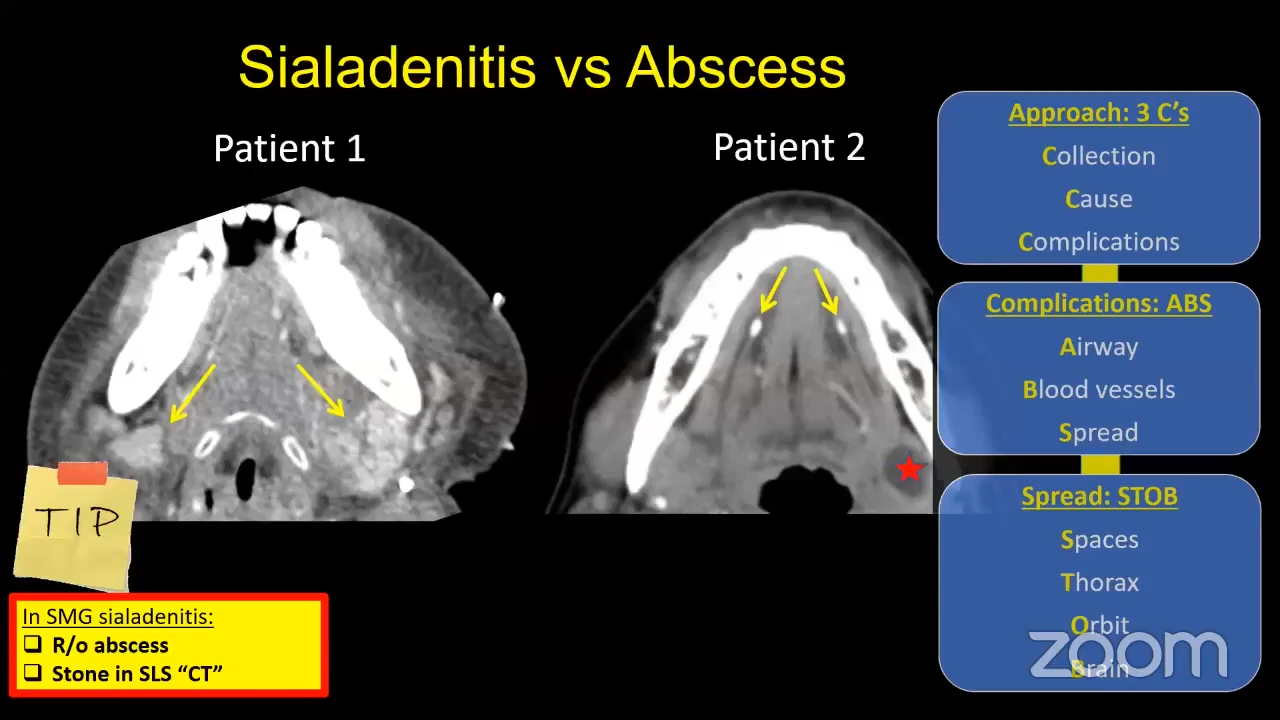 Sialadenitis vs Abscess
Patient 1
Patient 2
TIP
In SMG sialadenitis:
❑ R/o abscess
❑ Stone in SLS “CT”
Approach: 3 C’s
Collection
Cause
Complications
Complications: ABS
Airway
Blood vessels
Spread
Spread: STOB
Spaces
Thorax
Orbit
Brain
zoom